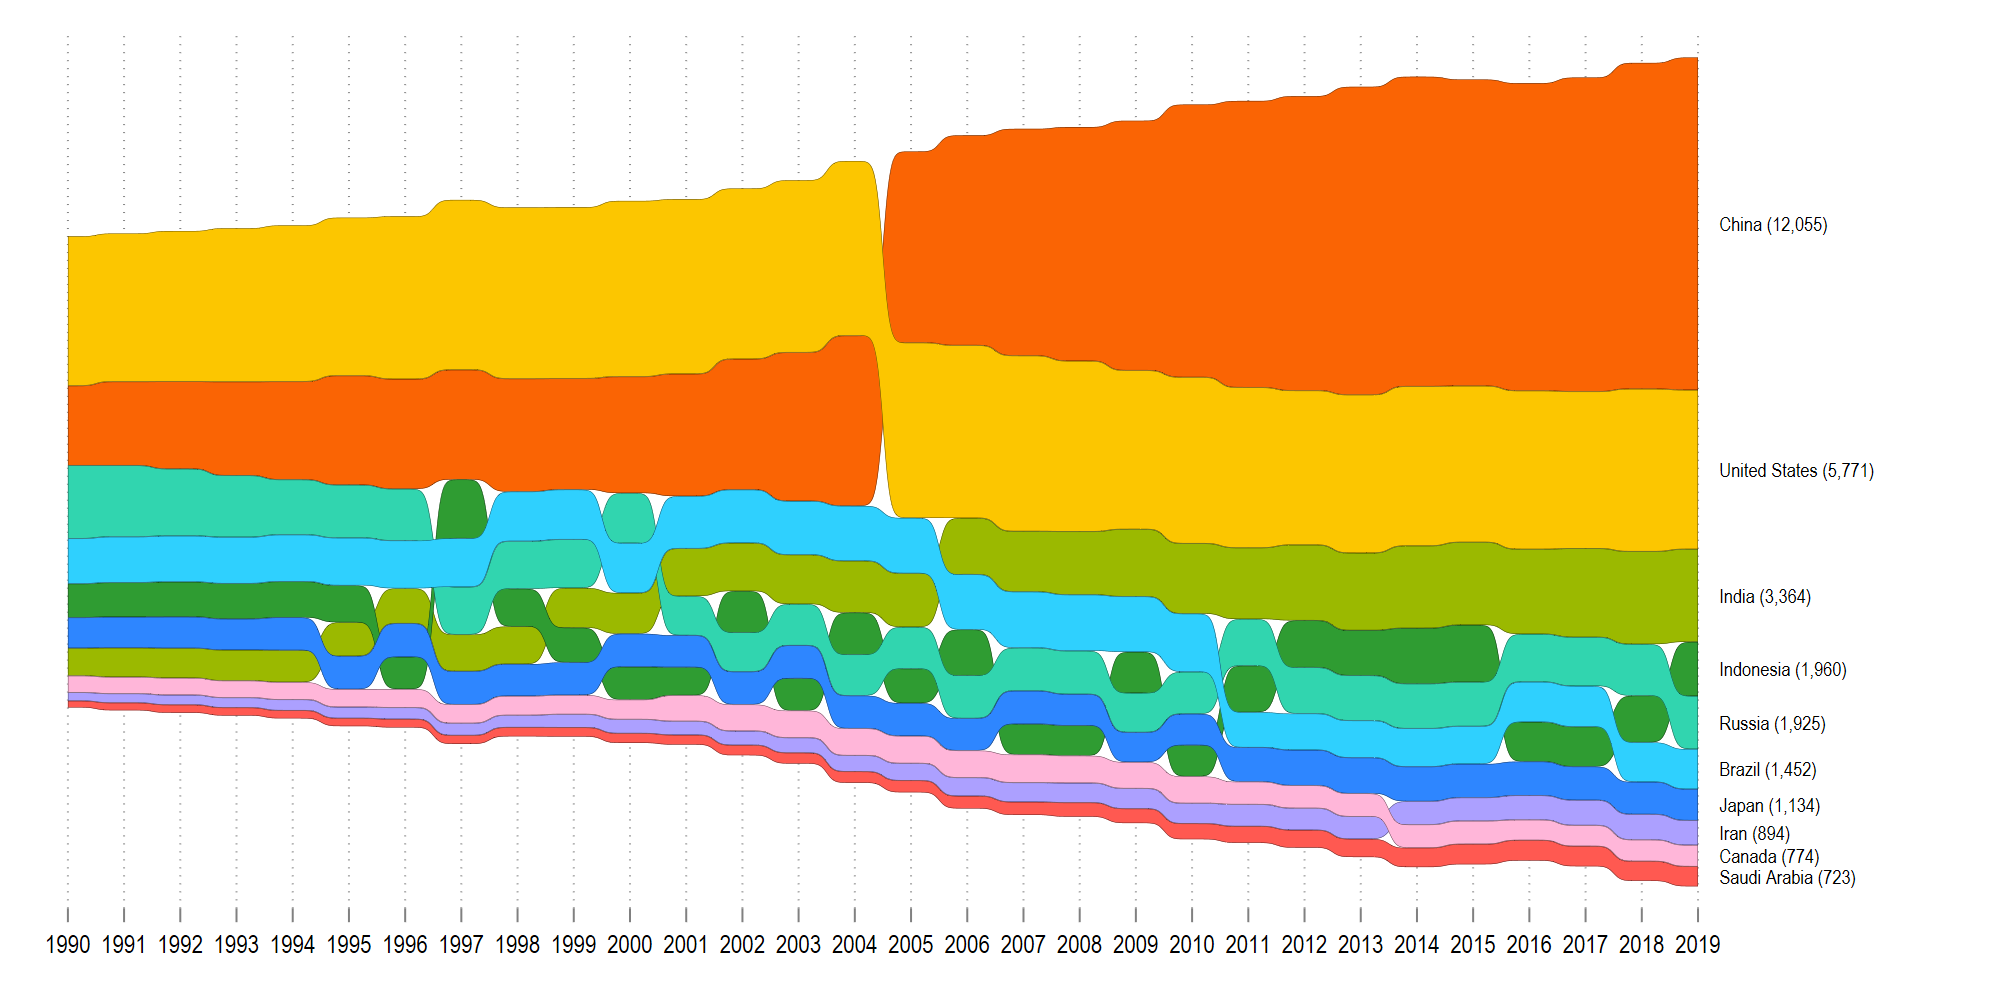 China (12,055)
United States (5,771)
India (3,364)
Indonesia (1,960)
Russia (1,925)
Brazil (1,452)
Japan (1,134)
Iran (894)
Canada (774)
Saudi Arabia (723)
1990 1991 1992 1993 1994 1995 1996 1997 1998 1999 2000 2001 2002 2003 2004 2005 2006 2007 2008 2009 2010 2011 2012 2013 2014 2015 2016 2017 2018 2019